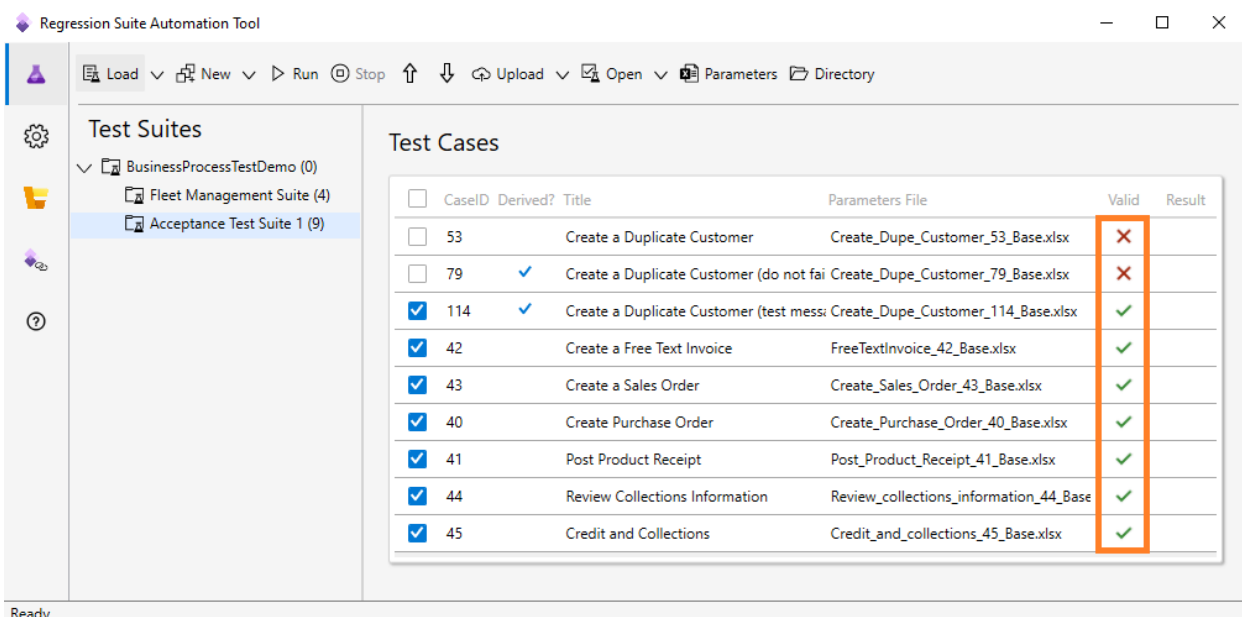 Regression Suite Automation Tool
Load New Run Stop Upload Open Parameters Directory
Test Suites
BusinessProcessTestDemo (0)
Fleet Management Suite (4)
Acceptance Test Suite 1 (9)
Test Cases
CaseID Derived? Title Parameters File Valid Result
53 Create a Duplicate Customer Create_Dupe_Customer_53_Base.xlsx
79 Create a Duplicate Customer (do not fai Create_Dupe_Customer_79_Base.xlsx
114 Create a Duplicate Customer (test messa Create_Dupe_Customer_114_Base.xlsx
42 Create a Free Text Invoice FreeTextInvoice_42_Base.xlsx
43 Create a Sales Order Create_Sales_Order_43_Base.xlsx
40 Create Purchase Order Create_Purchase_Order_40_Base.xlsx
41 Post Product Receipt Post_Product_Receipt_41_Base.xlsx
44 Review Collections Information Review_collections_information_44_Base
45 Credit and Collections Credit_and_collections_45_Base.xlsx
Ready